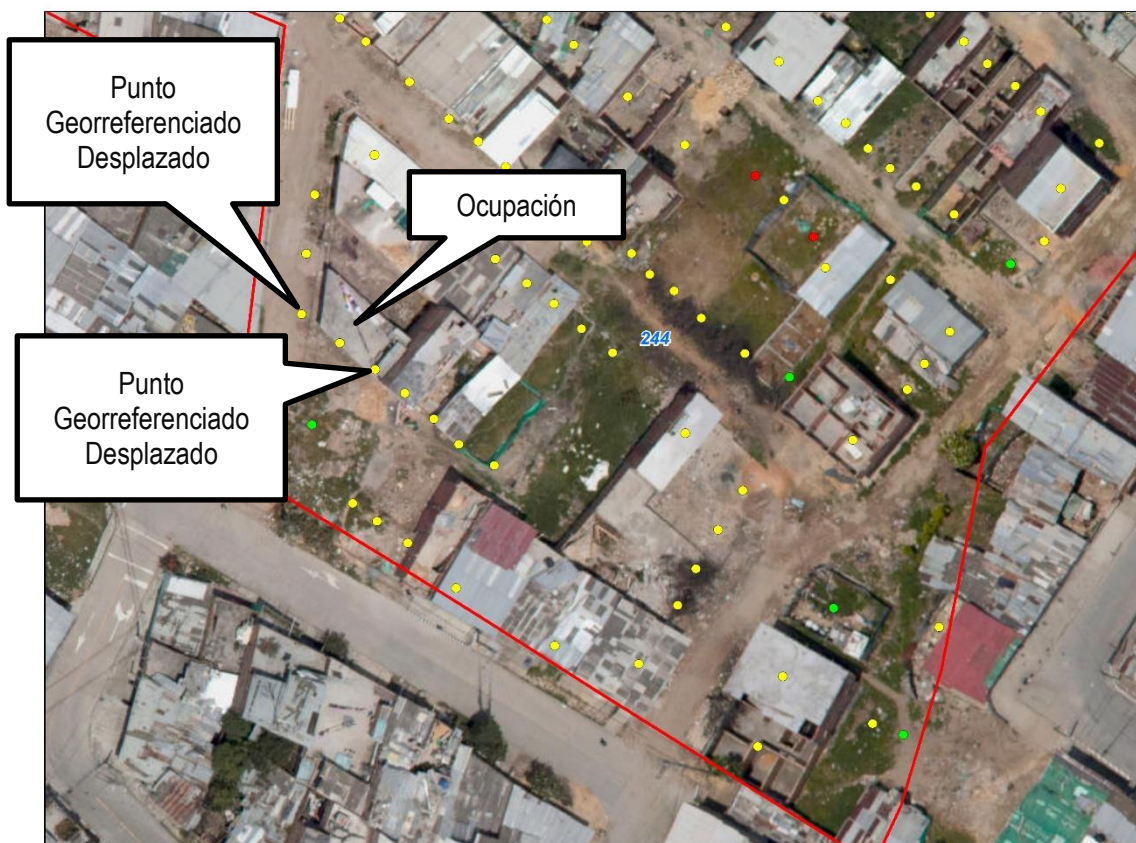 Punto
Georreferenciado
Desplazado
Ocupación
244
Punto
Georreferenciado
Desplazado